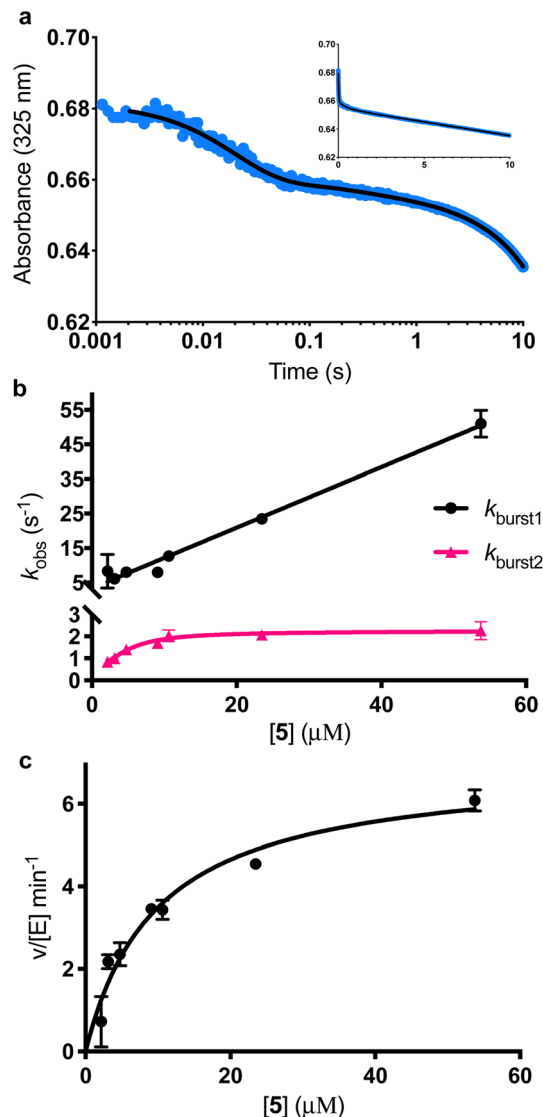 a
0.70
0.68
0.66
0.64
0.62
Absorbance (325 nm)
0.001 0.01 0.1 1 10
Time (s)
0.70
0.68
0.66
0.64
0.62
0 5 10
b
55
45
35
25
15
5
3
2
1
0
k_obs (s⁻¹)
k_burst1
k_burst2
0 20 40 60
[5] (μM)
c
6
4
2
0
v/[E] min⁻¹
0 20 40 60
[5] (μM)